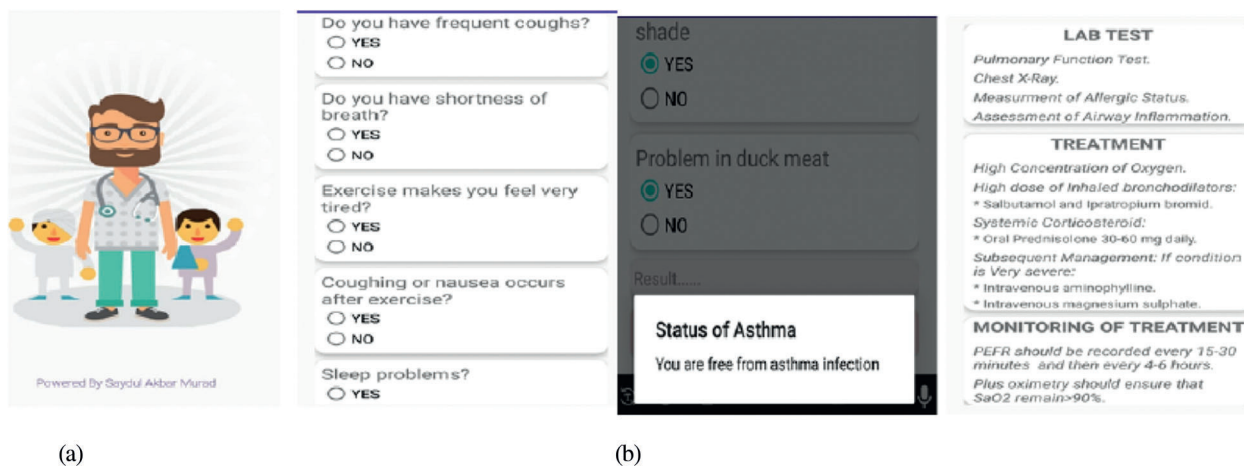 Powered By Saydul Akbar Murad
Do you have frequent coughs?
YES
NO
Do you have shortness of
breath?
YES
NO
Exercise makes you feel very
tired?
YES
NO
Coughing or nausea occurs
after exercise?
YES
NO
Sleep problems?
YES
shade
YES
NO
Problem in duck meat
YES
NO
Result......
Status of Asthma
You are free from asthma infection
LAB TEST
Pulmonary Function Test.
Chest X-Ray.
Measurment of Allergic Status.
Assessment of Airway Inflammation.
TREATMENT
High Concentration of Oxygen.
High dose of Inhaled bronchodilators:
* Salbutamol and Ipratropium bromid.
Systemic Corticosteroid:
* Oral Prednisolone 30-60 mg daily.
Subsequent Management: If condition
is Very severe:
* Intravenous aminophylline.
* Intravenous magnesium sulphate.
MONITORING OF TREATMENT
PEFR should be recorded every 15-30
minutes and then every 4-6 hours.
Plus oximetry should ensure that
SaO2 remain>90%.
(a)
(b)